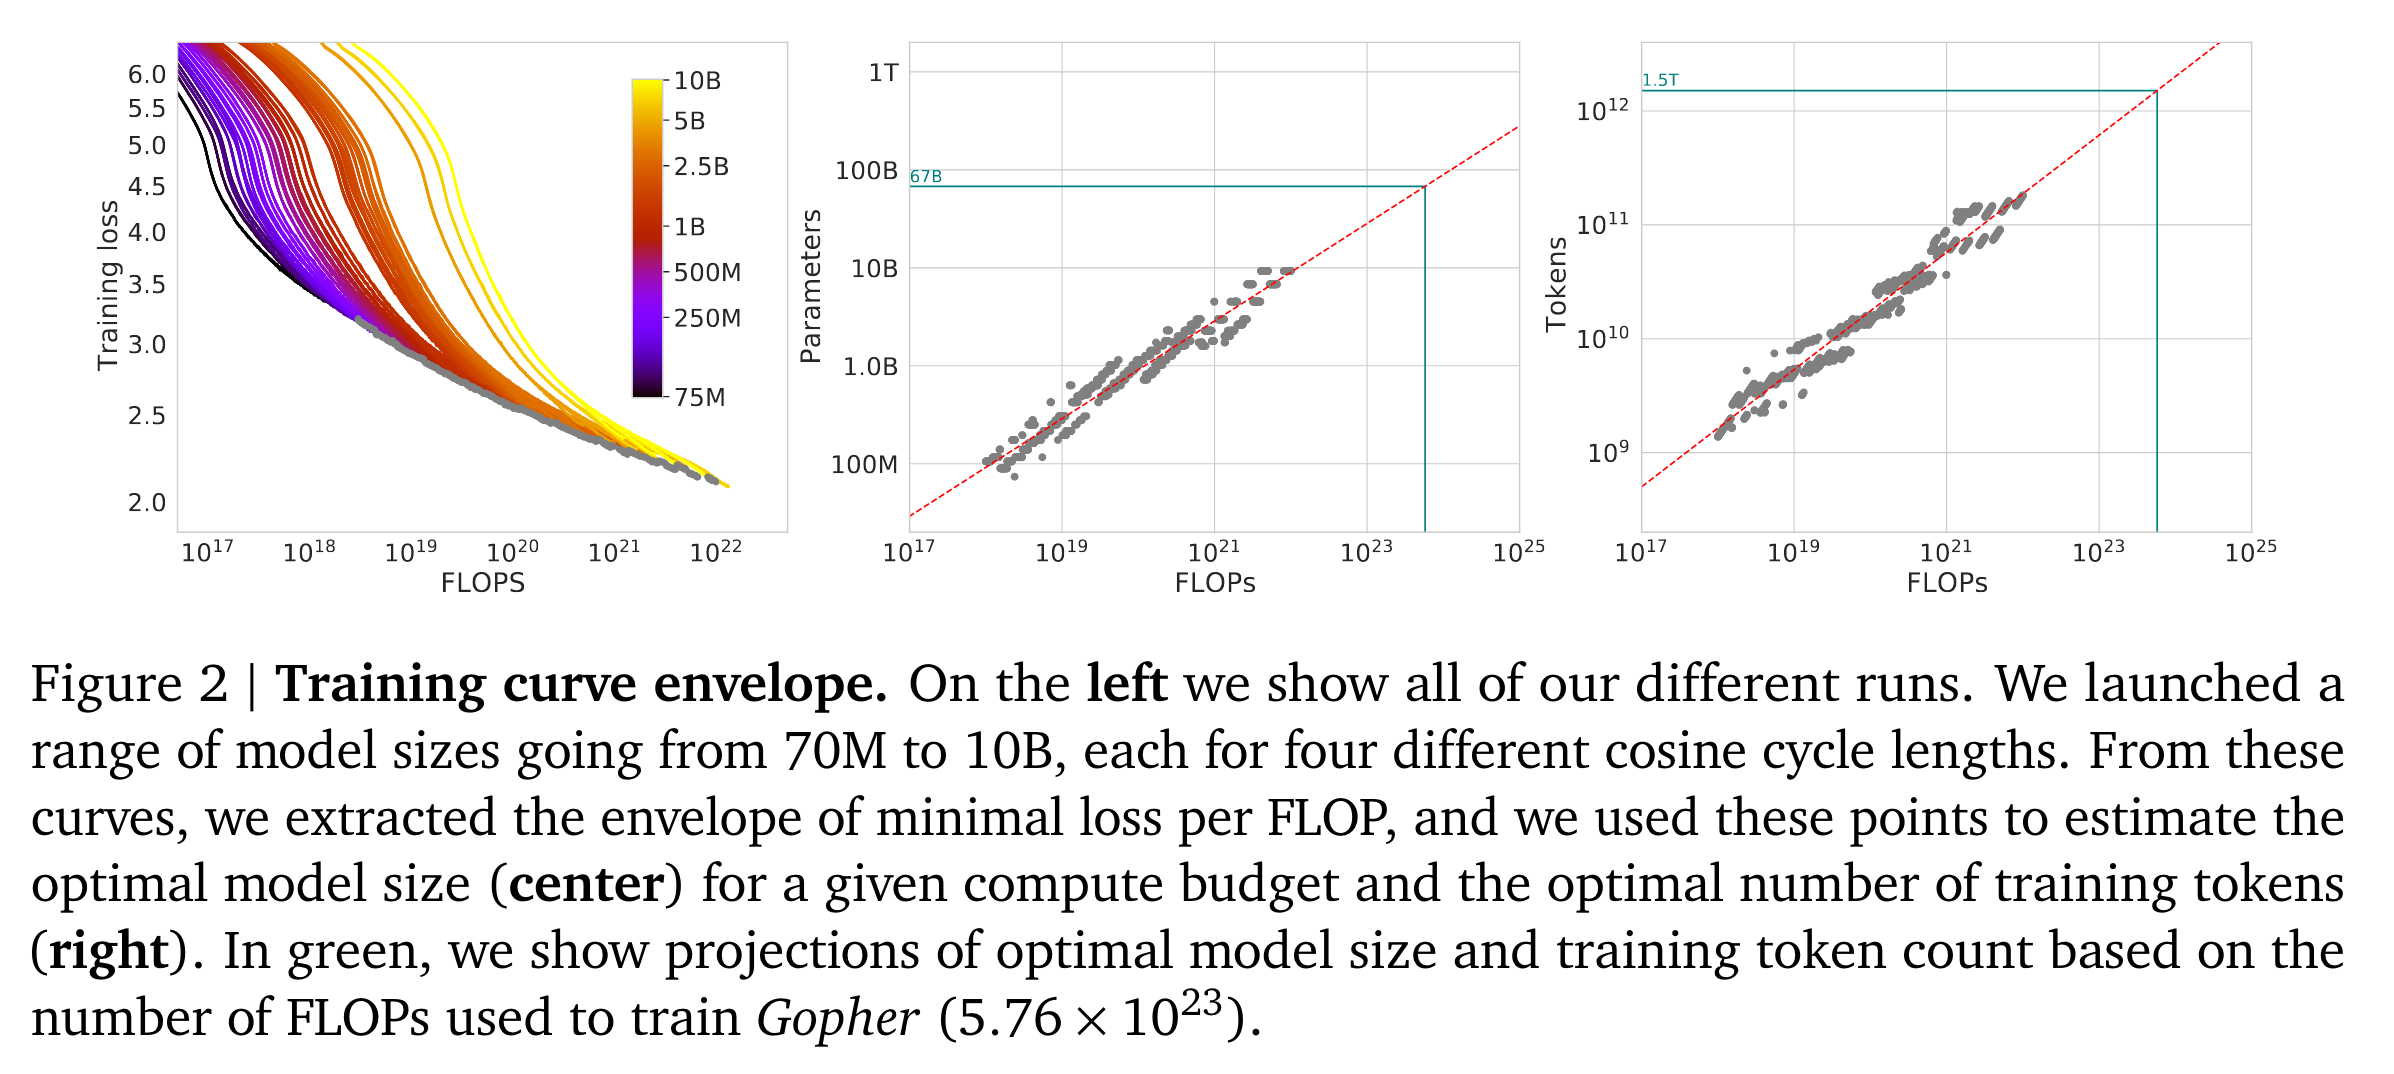 6.0
5.5
5.0
4.5
4.0
3.5
3.0
2.5
2.0
Training loss
10¹⁷ 10¹⁸ 10¹⁹ 10²⁰ 10²¹ 10²²
FLOPS
10B
5B
2.5B
1B
500M
250M
75M
1T
100B
10B
1.0B
100M
Parameters
67B
10¹⁷ 10¹⁹ 10²¹ 10²³ 10²⁵
FLOPs
10¹²
10¹¹
10¹⁰
10⁹
Tokens
1.5T
10¹⁷ 10¹⁹ 10²¹ 10²³ 10²⁵
FLOPs
Figure 2 | Training curve envelope. On the left we show all of our different runs. We launched a
range of model sizes going from 70M to 10B, each for four different cosine cycle lengths. From these
curves, we extracted the envelope of minimal loss per FLOP, and we used these points to estimate the
optimal model size (center) for a given compute budget and the optimal number of training tokens
(right). In green, we show projections of optimal model size and training token count based on the
number of FLOPs used to train Gopher (5.76 × 10²³).